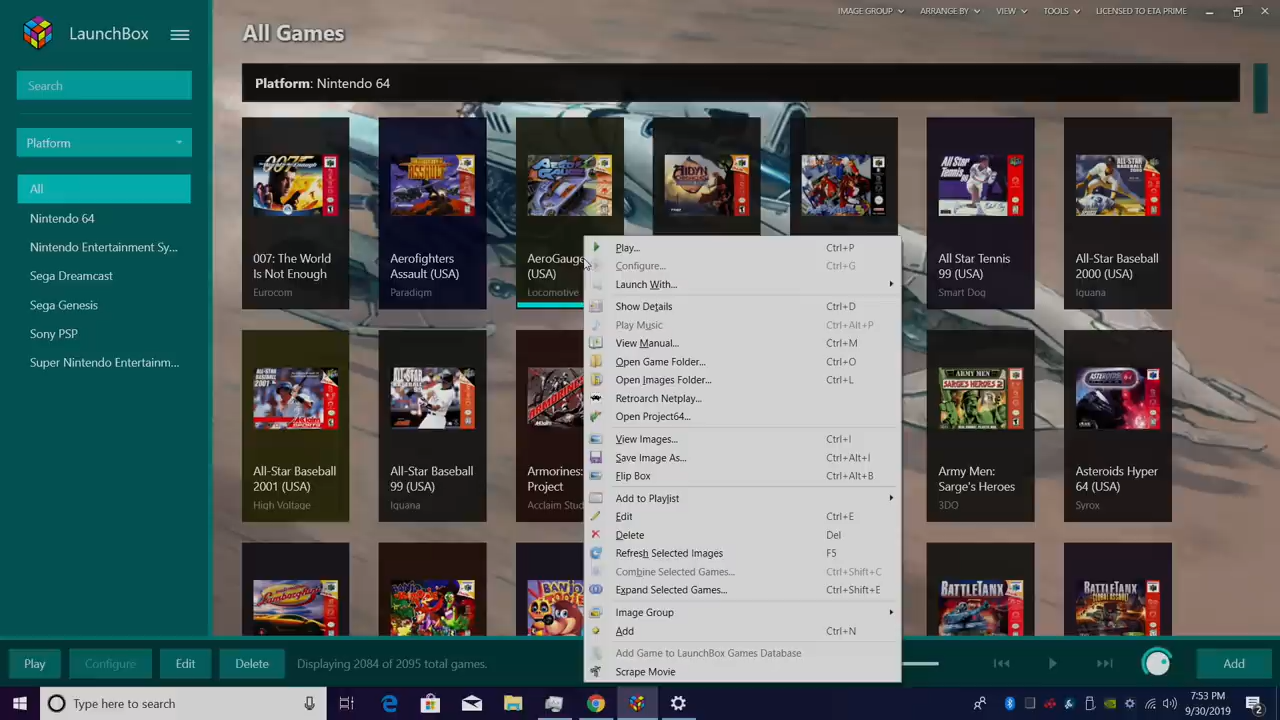 LaunchBox
IMAGE GROUP
ARRANGE BY
VIEW
TOOLS
LICENSED TO ETA PRIME
All Games
Search
Platform: Nintendo 64
Platform
All
Nintendo 64
Nintendo Entertainment Sy...
Sega Dreamcast
Sega Genesis
Sony PSP
Super Nintendo Entertainm...
007: The World
Is Not Enough
Eurocom
Aerofighters
Assault (USA)
Paradigm
AeroGauge
(USA)
Locomotive
All Star Tennis
99 (USA)
Smart Dog
All-Star Baseball
2000 (USA)
Iguana
All-Star Baseball
2001 (USA)
High Voltage
All-Star Baseball
99 (USA)
Iguana
Armorines:
Project
Acclaim Stud
Army Men:
Sarge's Heroes
3DO
Asteroids Hyper
64 (USA)
Syrox
Play... Ctrl+P
Configure... Ctrl+G
Launch With...
Show Details Ctrl+D
Play Music Ctrl+Alt+P
View Manual... Ctrl+M
Open Game Folder... Ctrl+O
Open Images Folder... Ctrl+L
Retroarch Netplay...
Open Project64...
View Images... Ctrl+I
Save Image As... Ctrl+Alt+I
Flip Box Ctrl+Alt+B
Add to Playlist
Edit Ctrl+E
Delete Del
Refresh Selected Images F5
Combine Selected Games... Ctrl+Shift+C
Expand Selected Games... Ctrl+Shift+E
Image Group
Add Ctrl+N
Add Game to LaunchBox Games Database
Scrape Movie
Play
Configure
Edit
Delete
Displaying 2084 of 2095 total games.
Add
Type here to search
7:53 PM
9/30/2019
2